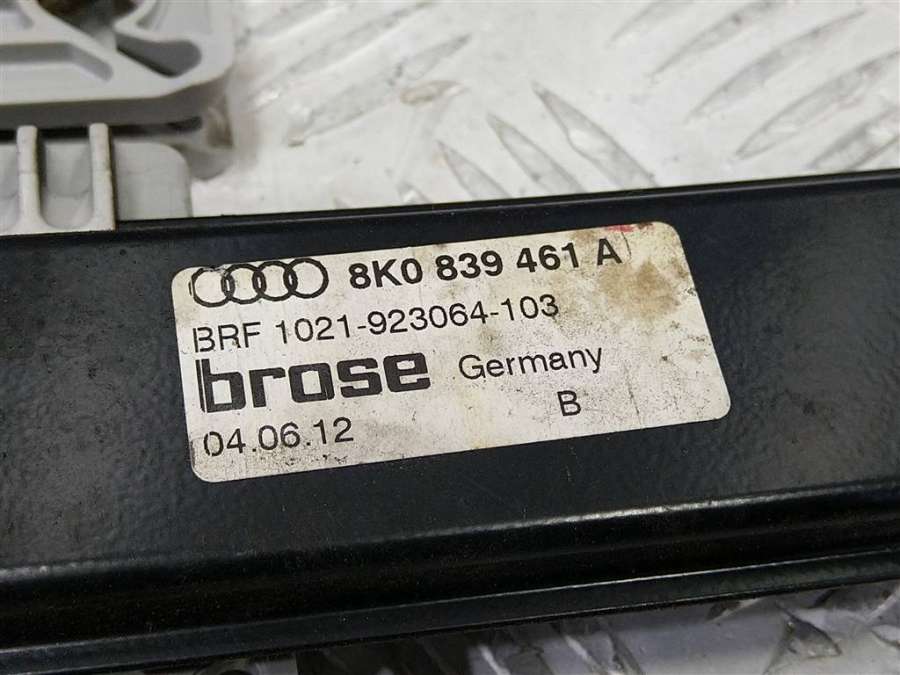 8K0 839 461 A
BRF 1021-923064-103
brose Germany
04.06.12 B